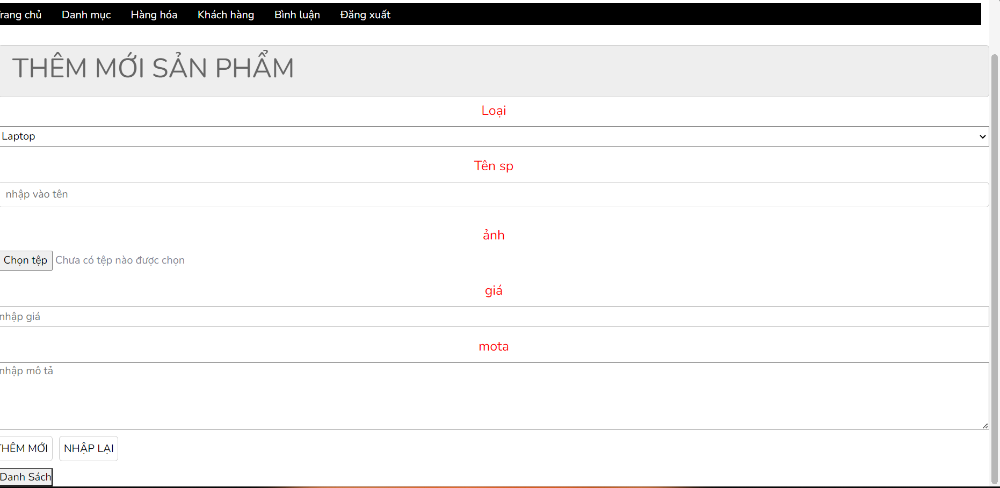 rang chủ Danh mục Hàng hóa Khách hàng Bình luận Đăng xuất
THÊM MỚI SẢN PHẨM
Loại
Laptop
Tên sp
nhập vào tên
ảnh
Chọn tệp Chưa có tệp nào được chọn
giá
nhập giá
mota
nhập mô tả
THÊM MỚI NHẬP LẠI
Danh Sách